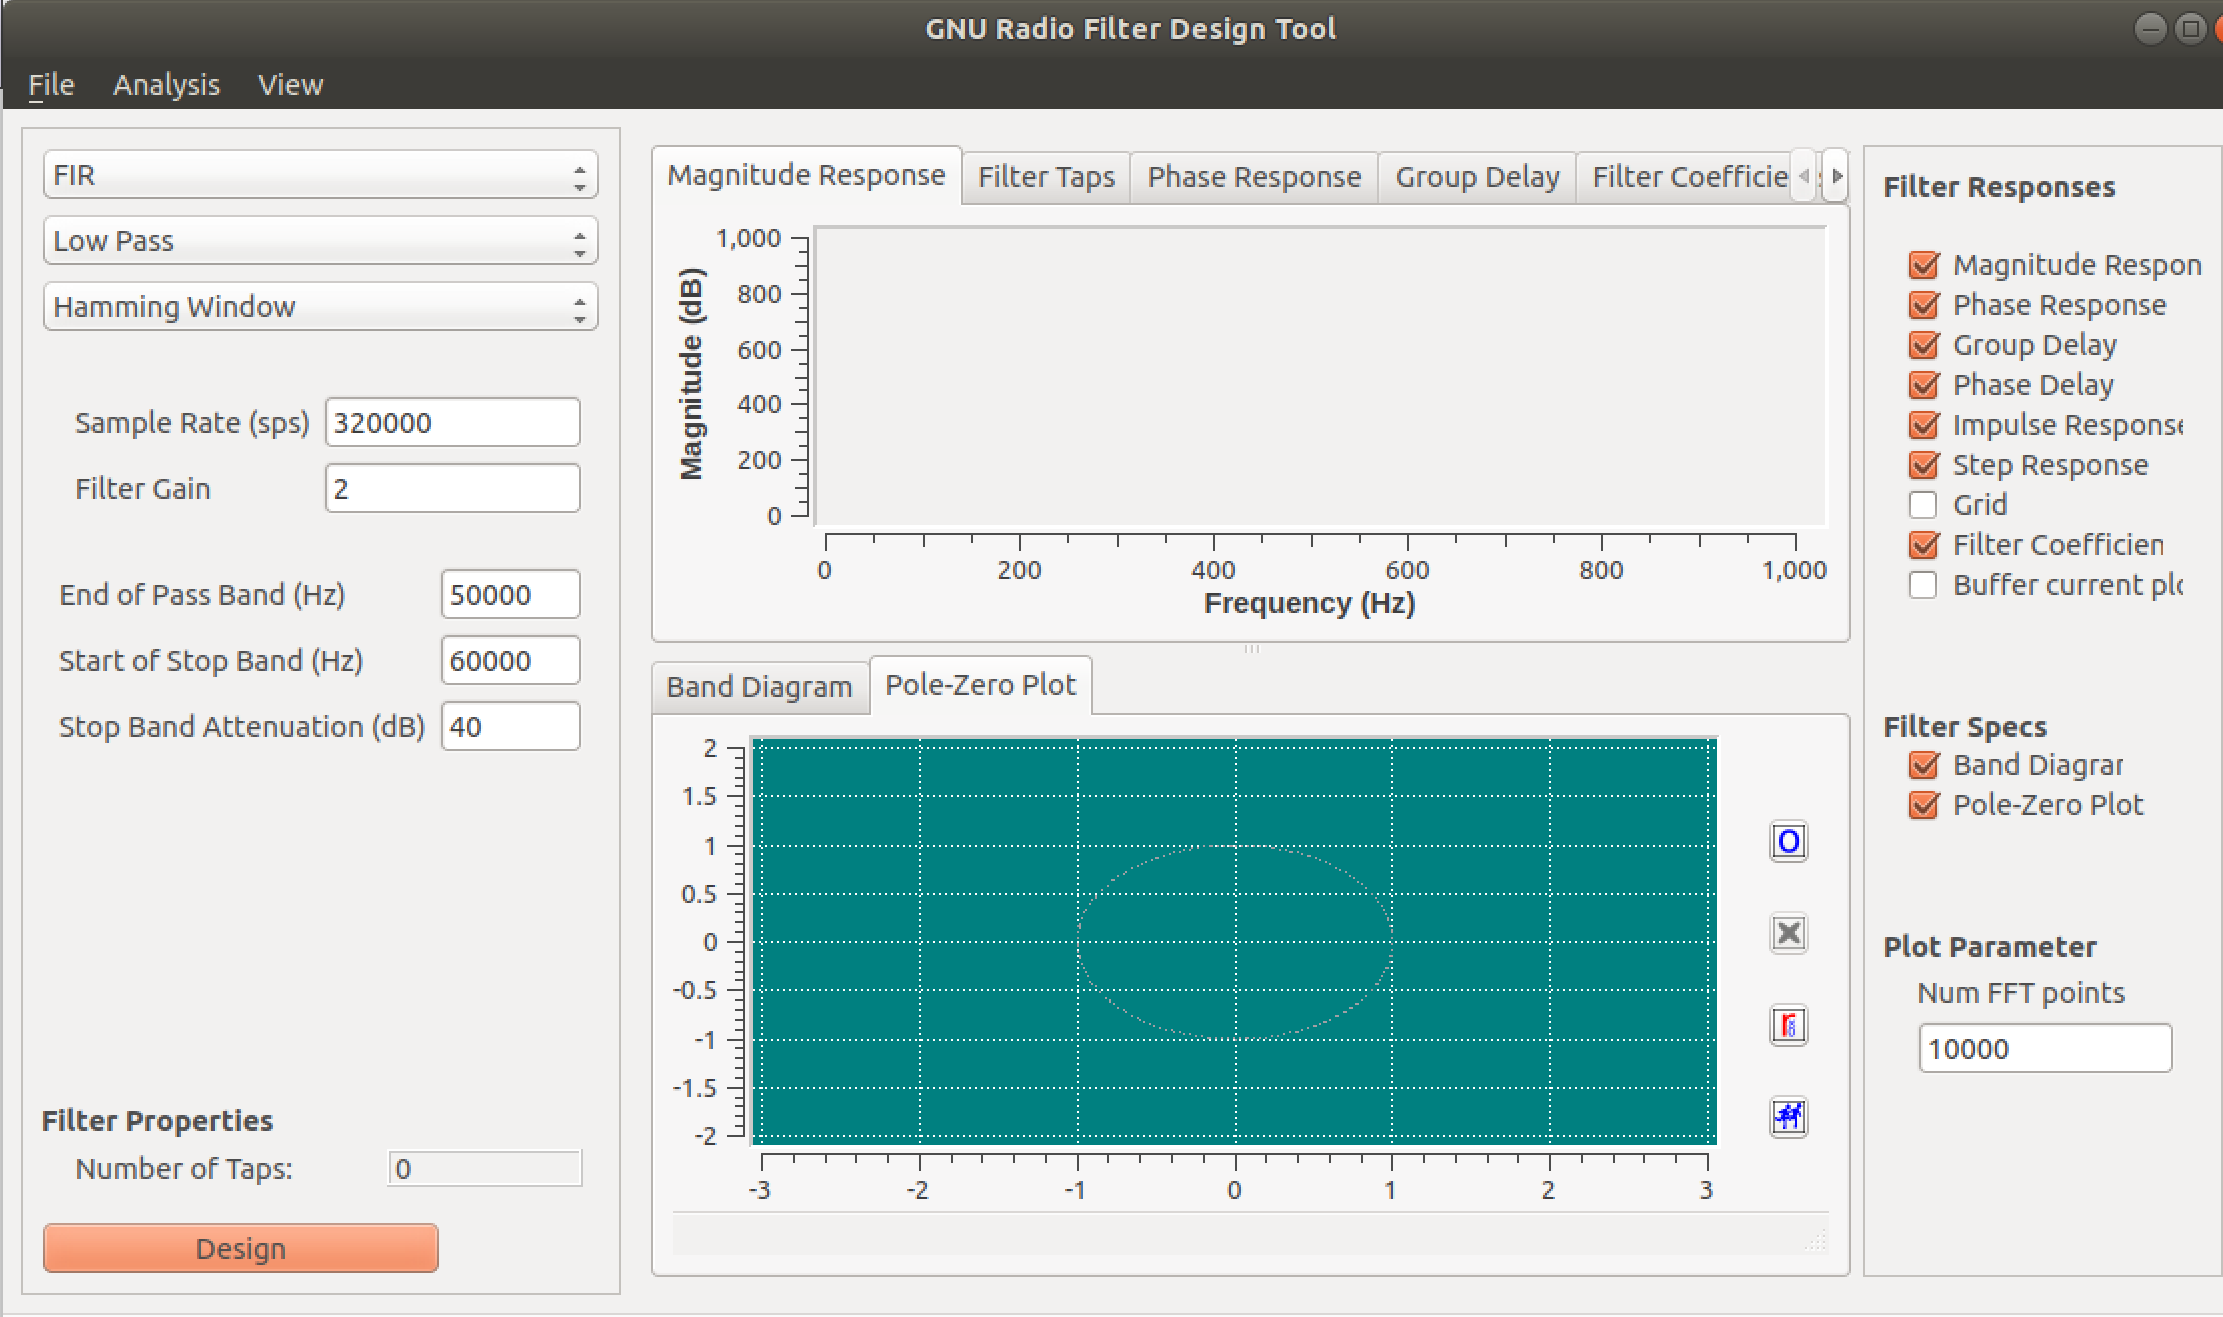 GNU Radio Filter Design Tool
File Analysis View
FIR
Low Pass
Hamming Window
Sample Rate (sps) 320000
Filter Gain 2
End of Pass Band (Hz) 50000
Start of Stop Band (Hz) 60000
Stop Band Attenuation (dB) 40
Filter Properties
Number of Taps: 0
Design
Magnitude Response Filter Taps Phase Response Group Delay Filter Coefficie
Magnitude (dB)
1,000
800
600
400
200
0
0 200 400 600 800 1,000
Frequency (Hz)
Band Diagram Pole-Zero Plot
2
1.5
1
0.5
0
-0.5
-1
-1.5
-2
-3 -2 -1 0 1 2 3
Filter Responses
Magnitude Respon
Phase Response
Group Delay
Phase Delay
Impulse Response
Step Response
Grid
Filter Coefficien
Buffer current plo
Filter Specs
Band Diagrar
Pole-Zero Plot
Plot Parameter
Num FFT points
10000